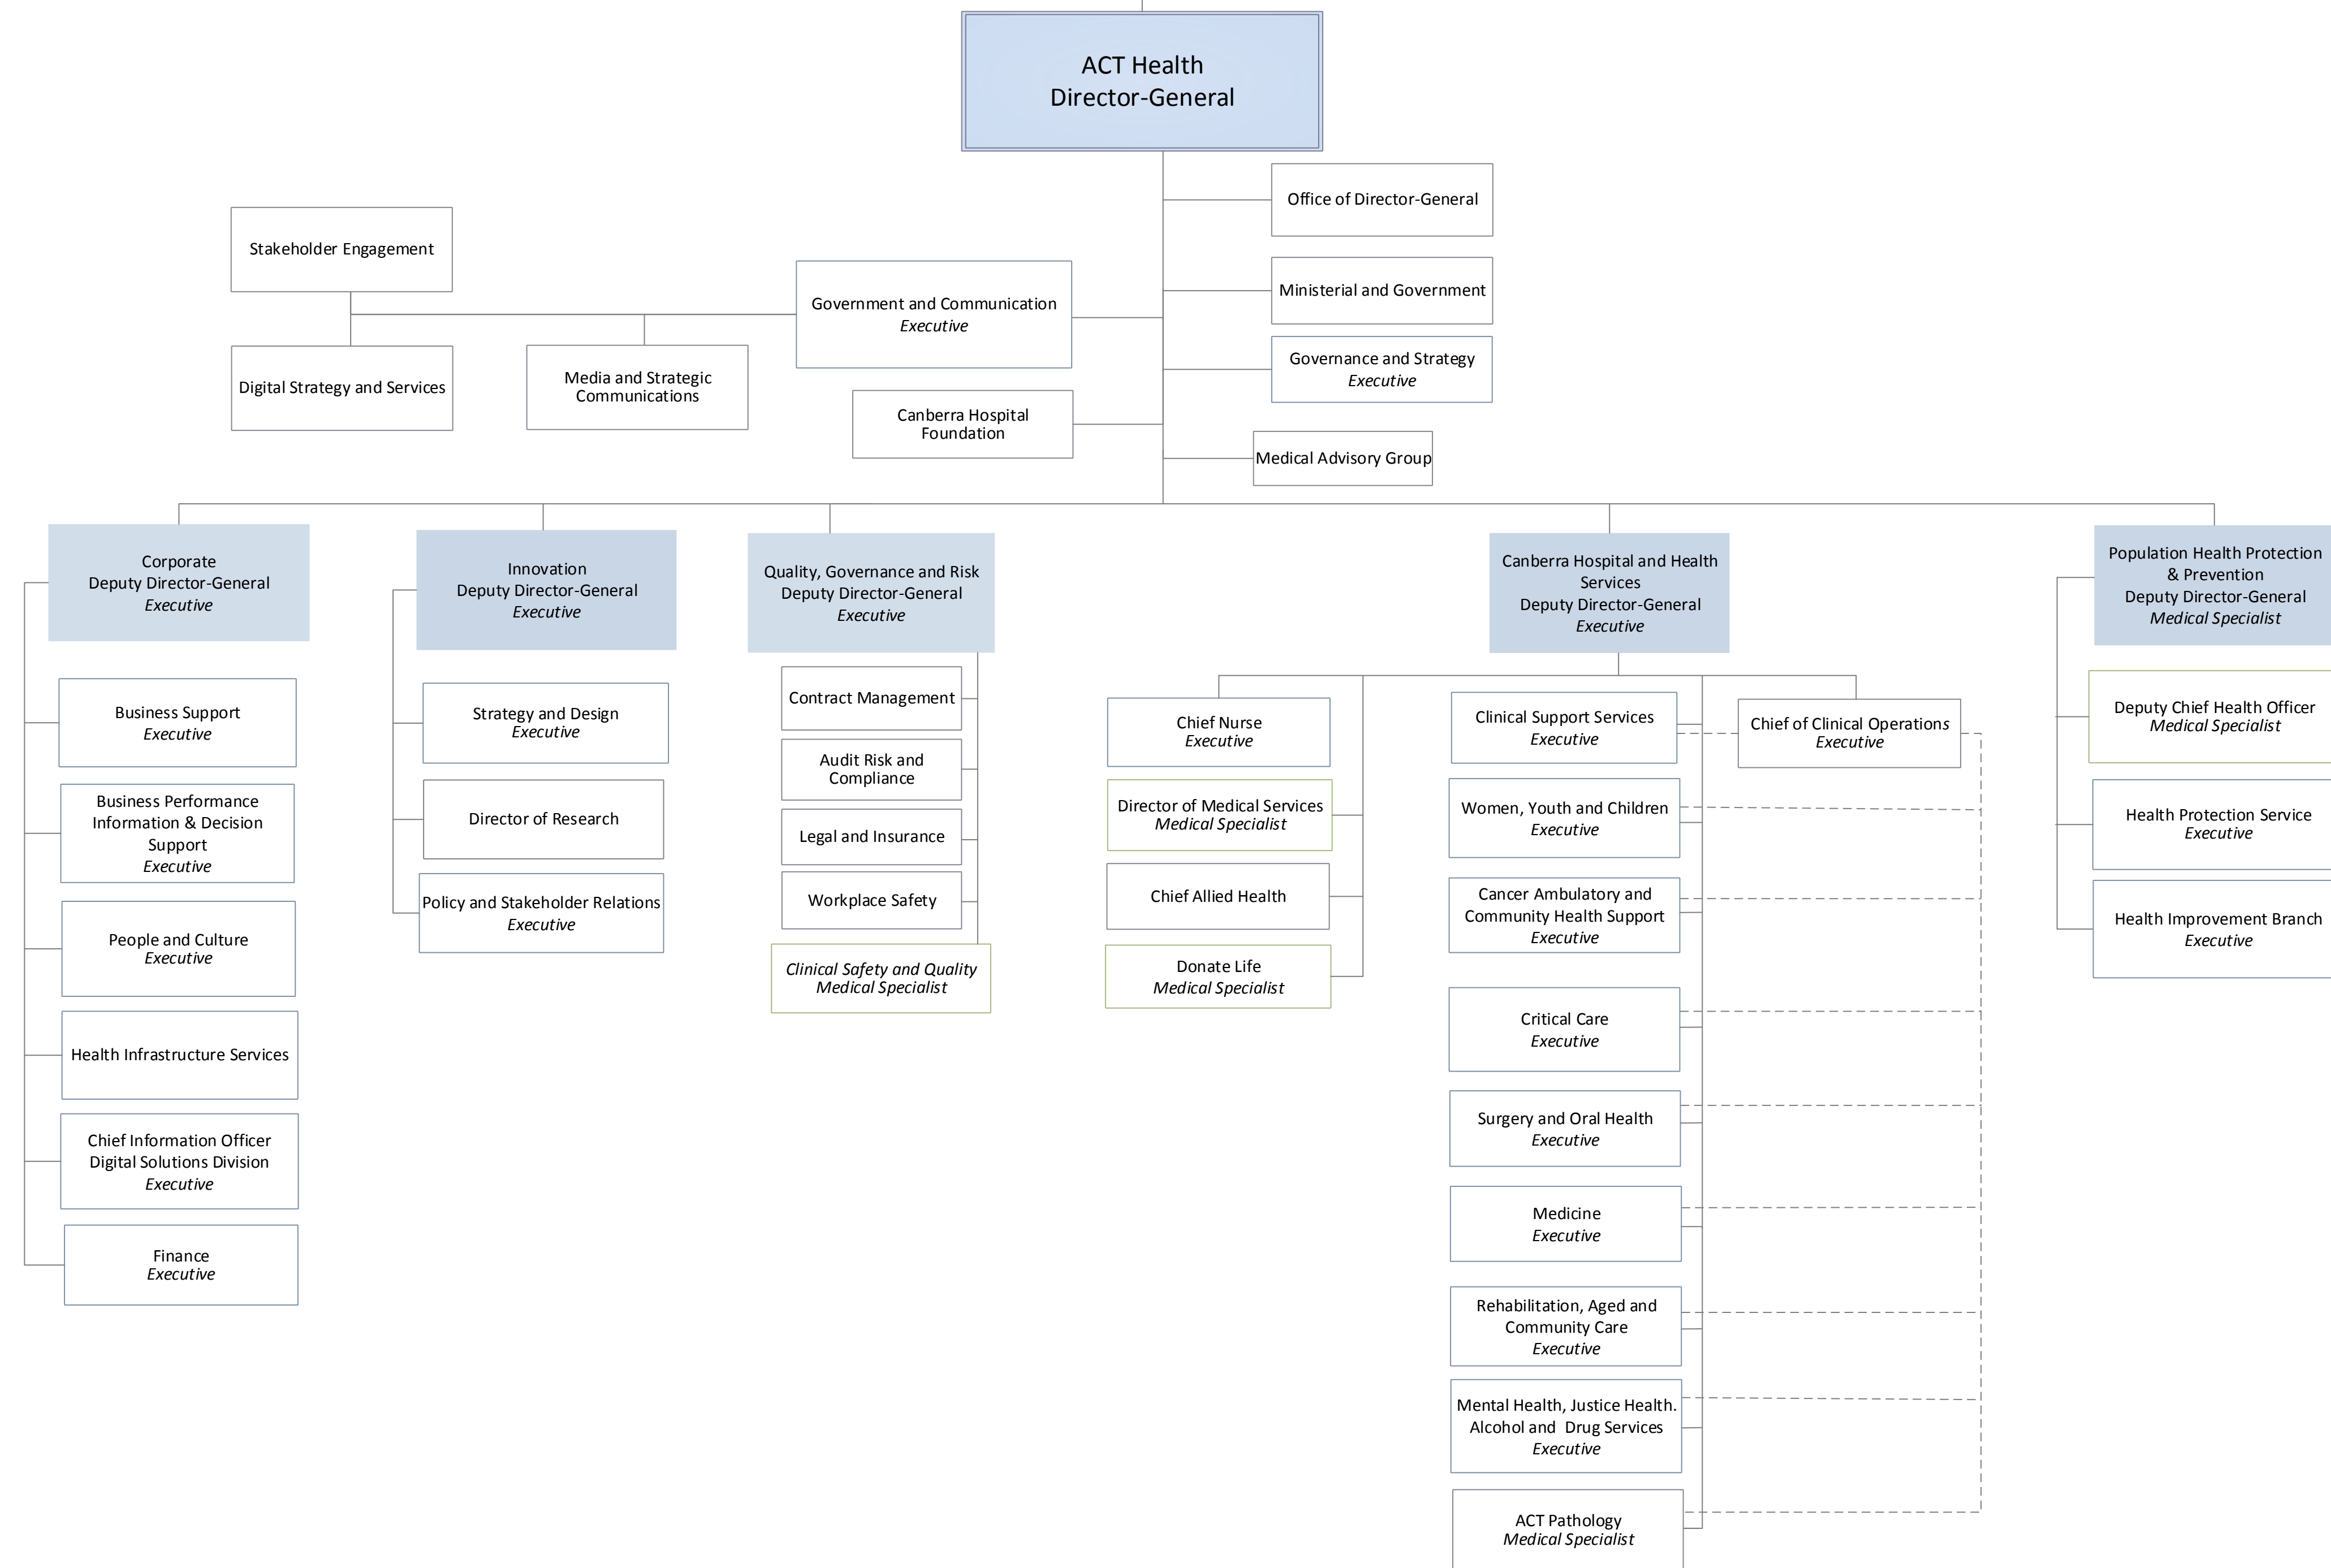 ACT Health
Director-General
Office of Director-General
Stakeholder Engagement
Government and Communication
Executive
Ministerial and Government
Governance and Strategy
Executive
Digital Strategy and Services
Media and Strategic
Communications
Canberra Hospital
Foundation
Medical Advisory Group
Corporate
Deputy Director-General
Executive
Business Support
Executive
Business Performance
Information & Decision
Support
Executive
People and Culture
Executive
Health Infrastructure Services
Chief Information Officer
Digital Solutions Division
Executive
Finance
Executive
Innovation
Deputy Director-General
Executive
Strategy and Design
Executive
Director of Research
Policy and Stakeholder Relations
Executive
Quality, Governance and Risk
Deputy Director-General
Executive
Contract Management
Audit Risk and
Compliance
Legal and Insurance
Workplace Safety
Clinical Safety and Quality
Medical Specialist
Canberra Hospital and Health
Services
Deputy Director-General
Executive
Chief Nurse
Executive
Director of Medical Services
Medical Specialist
Chief Allied Health
Donate Life
Medical Specialist
Clinical Support Services
Executive
Women, Youth and Children
Executive
Cancer Ambulatory and
Community Health Support
Executive
Critical Care
Executive
Surgery and Oral Health
Executive
Medicine
Executive
Rehabilitation, Aged and
Community Care
Executive
Mental Health, Justice Health.
Alcohol and  Drug Services
Executive
ACT Pathology
Medical Specialist
Chief of Clinical Operations
Executive
Population Health Protection
& Prevention
Deputy Director-General
Medical Specialist
Deputy Chief Health Officer
Medical Specialist
Health Protection Service
Executive
Health Improvement Branch
Executive